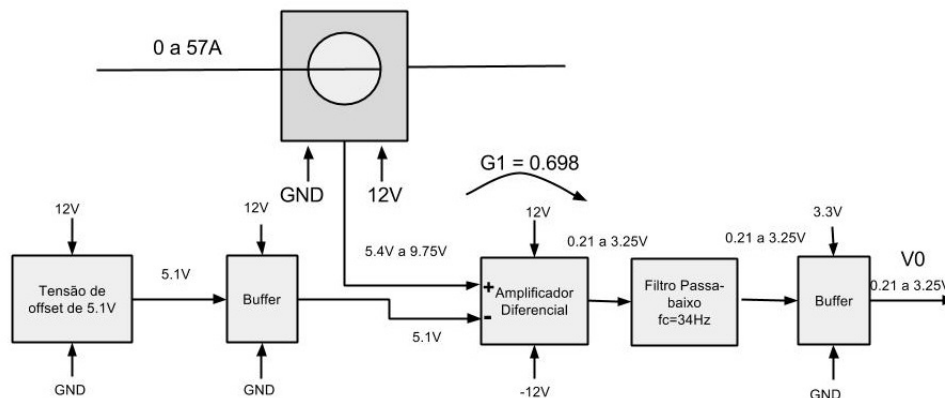 0 a 57A
GND
12V
G1 = 0.698
12V
12V
5.4V a 9.75V
12V
0.21 a 3.25V
0.21 a 3.25V
3.3V
Tensão de
offset de 5.1V
5.1V
Buffer
5.1V
+
-
Amplificador
Diferencial
Filtro Passa-
baixo
fc=34Hz
Buffer
V0
0.21 a 3.25V
GND
GND
-12V
GND